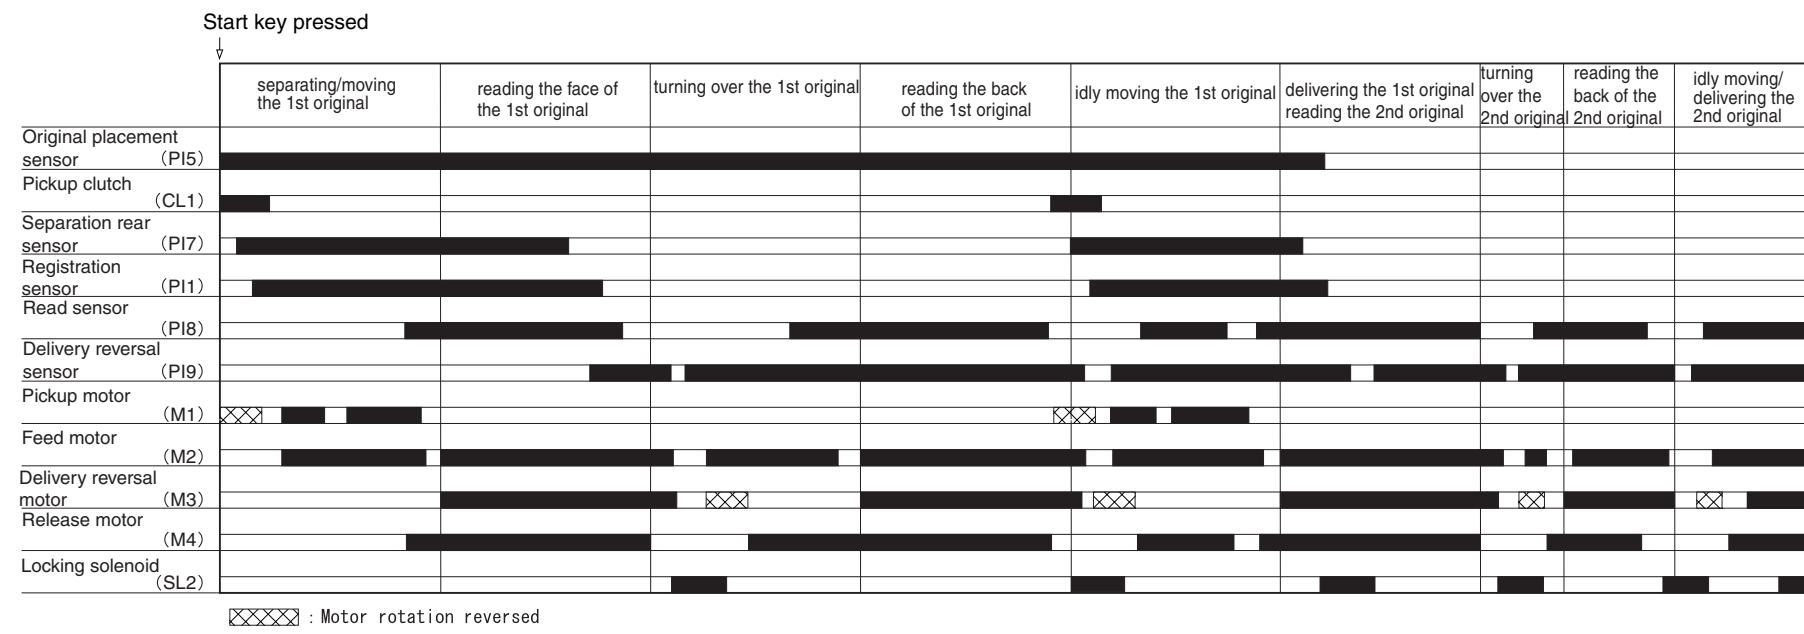 Start key pressed
separating/moving
the 1st original
reading the face of
the 1st original
turning over the 1st original
reading the back
of the 1st original
idly moving the 1st original
delivering the 1st original
reading the 2nd original
turning
over the
2nd original
reading the
back of the
2nd original
idly moving/
delivering the
2nd original
Original placement
sensor (PI5)
Pickup clutch
(CL1)
Separation rear
sensor (PI7)
Registration
sensor (PI1)
Read sensor
(PI8)
Delivery reversal
sensor (PI9)
Pickup motor
(M1)
Feed motor
(M2)
Delivery reversal
motor (M3)
Release motor
(M4)
Locking solenoid
(SL2)
: Motor rotation reversed